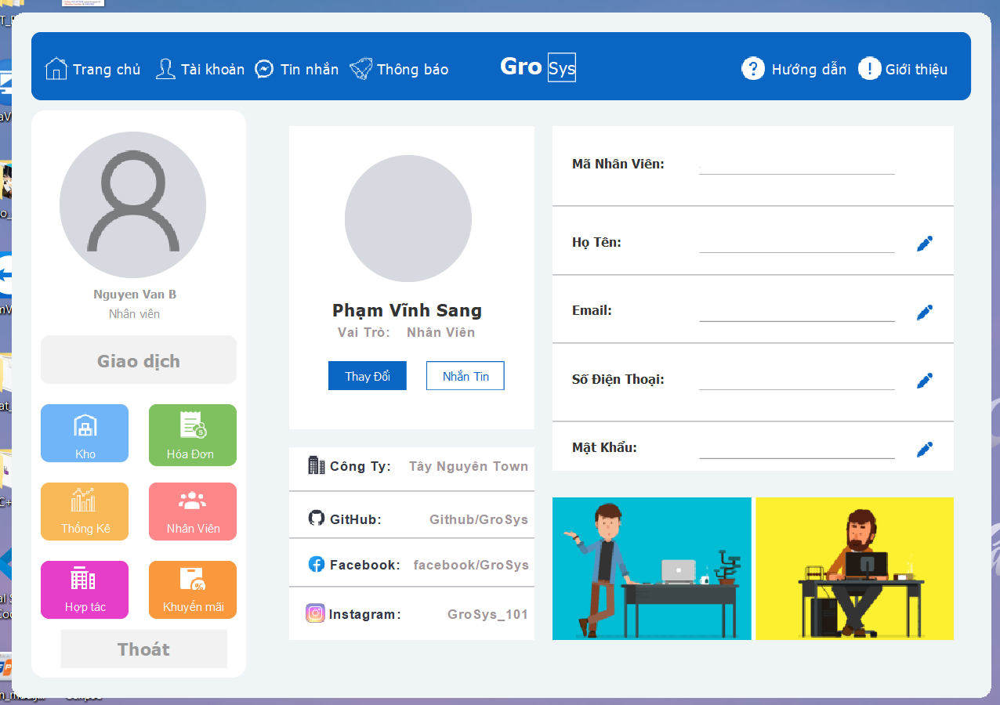 Trang chủ
Tài khoản
Tin nhắn
Thông báo
Gro Sys
Hướng dẫn
Giới thiệu
Nguyen Van B
Nhân viên
Giao dịch
Kho
Hóa Đơn
Thống Kê
Nhân Viên
Hợp tác
Khuyến mãi
Thoát
Phạm Vĩnh Sang
Vai Trò: Nhân Viên
Thay Đổi
Nhắn Tin
Công Ty: Tây Nguyên Town
GitHub: Github/GroSys
Facebook: facebook/GroSys
Instagram: GroSys_101
Mã Nhân Viên:
Họ Tên:
Email:
Số Điện Thoại:
Mật Khẩu: